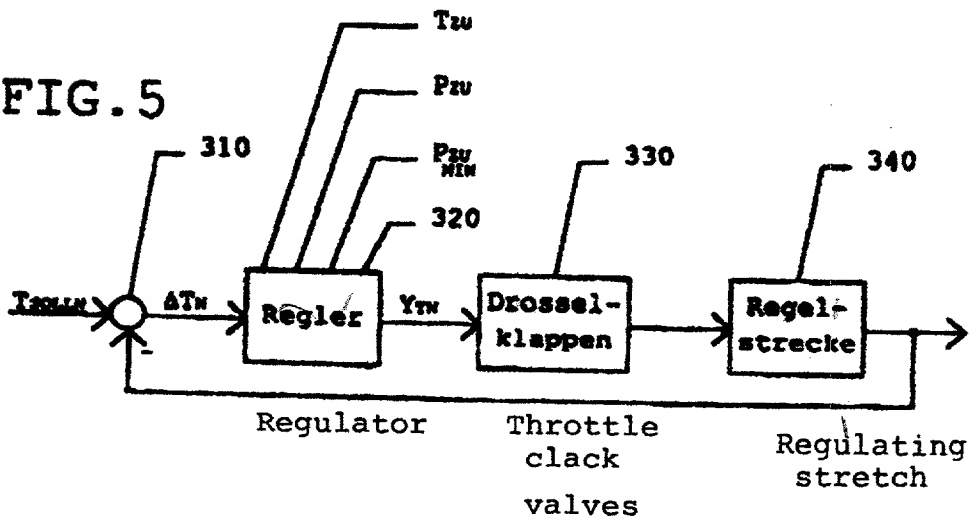 TZU
FIG.5
PZU
310
PZU
MIN
330
340
320
TSOLLN
ΔTN
Regler
YTN
Drossel-
klappen
Regel-
strecke
-
Regulator
Throttle
clack
valves
Regulating
stretch